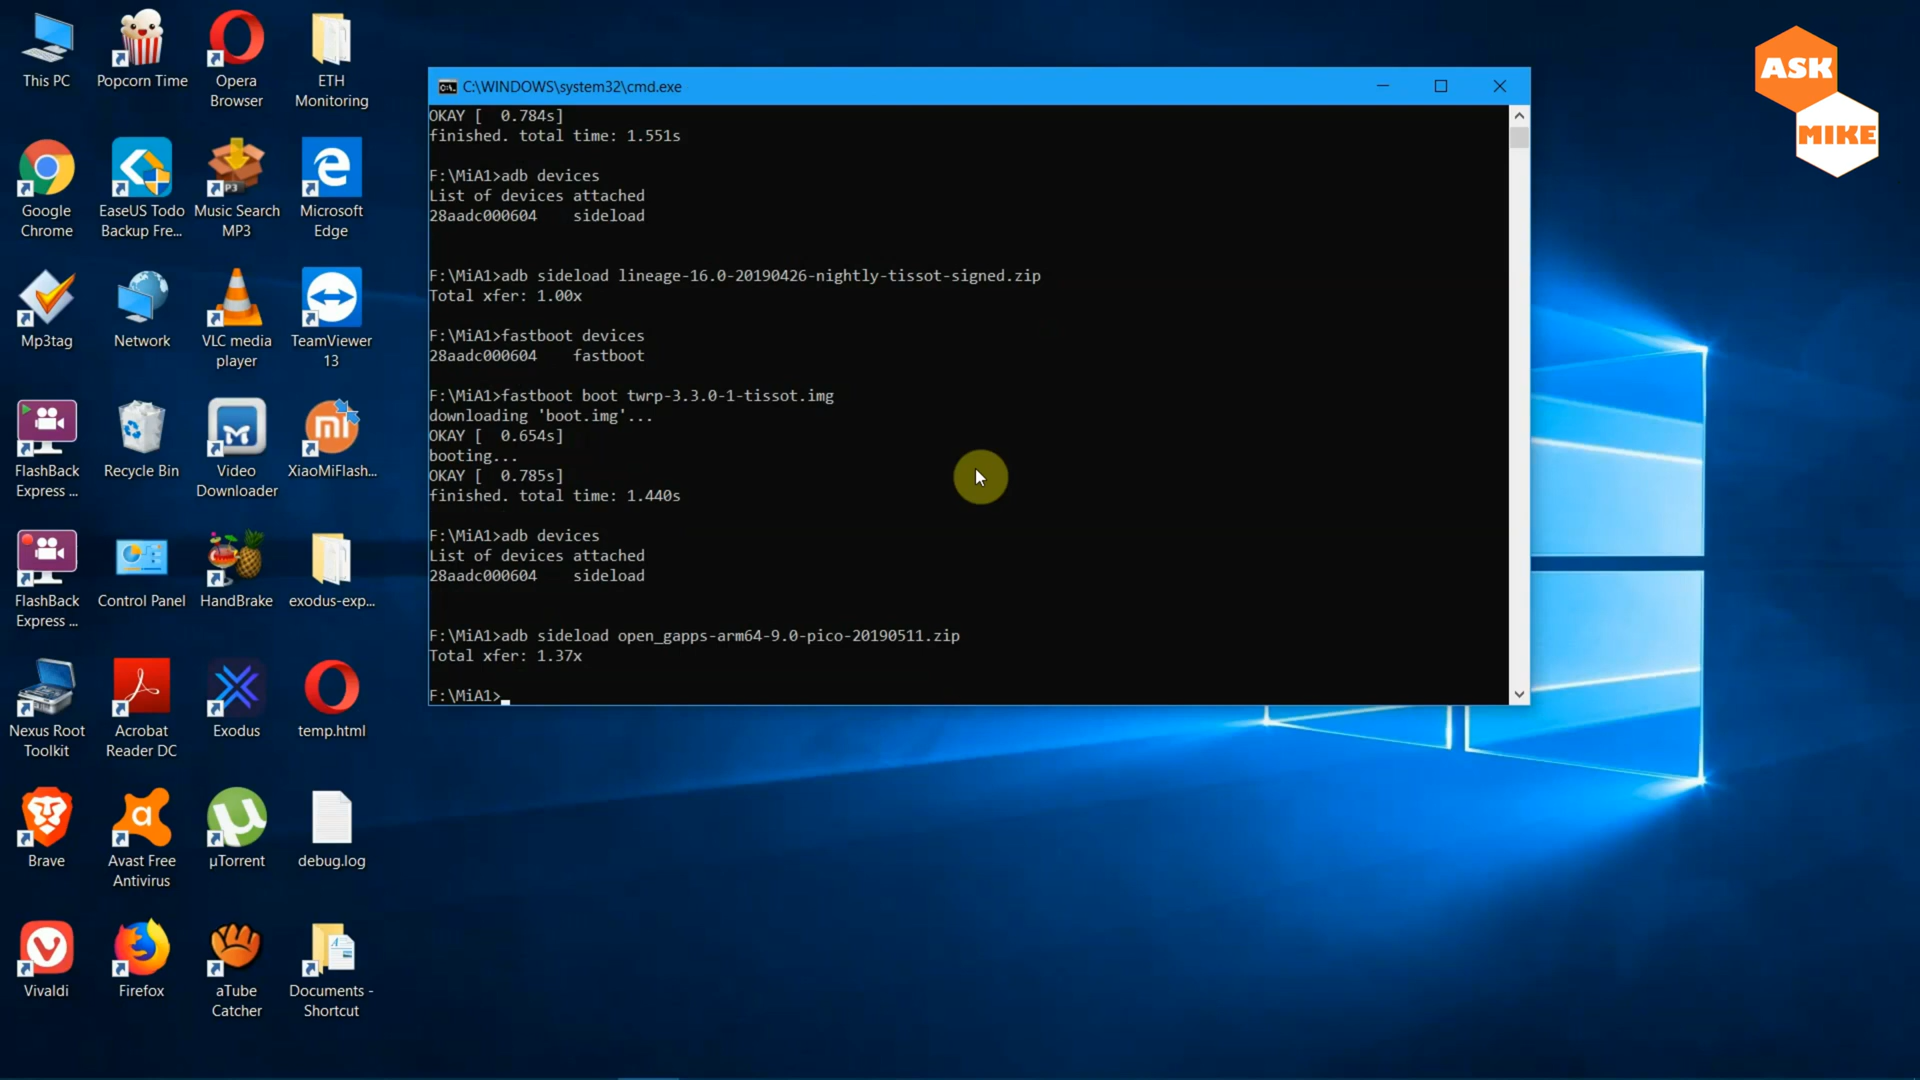 This PC
Popcorn Time
Opera
Browser
ETH
Monitoring
Google
Chrome
EaseUS Todo
Backup Fre...
P3
Music Search
MP3
Microsoft
Edge
Mp3tag
Network
VLC media
player
TeamViewer
13
FlashBack
Express ...
Recycle Bin
Video
Downloader
XiaoMiFlash...
FlashBack
Express ...
Control Panel
HandBrake
exodus-exp...
Nexus Root
Toolkit
Acrobat
Reader DC
Exodus
temp.html
Brave
Avast Free
Antivirus
µTorrent
debug.log
Vivaldi
Firefox
aTube
Catcher
Documents -
Shortcut
C:\WINDOWS\system32\cmd.exe
OKAY [  0.784s]
finished. total time: 1.551s
F:\MiA1>adb devices
List of devices attached
28aadc000604    sideload
F:\MiA1>adb sideload lineage-16.0-20190426-nightly-tissot-signed.zip
Total xfer: 1.00x
F:\MiA1>fastboot devices
28aadc000604    fastboot
F:\MiA1>fastboot boot twrp-3.3.0-1-tissot.img
downloading 'boot.img'...
OKAY [  0.654s]
booting...
OKAY [  0.785s]
finished. total time: 1.440s
F:\MiA1>adb devices
List of devices attached
28aadc000604    sideload
F:\MiA1>adb sideload open_gapps-arm64-9.0-pico-20190511.zip
Total xfer: 1.37x
F:\MiA1>
ASK
MIKE